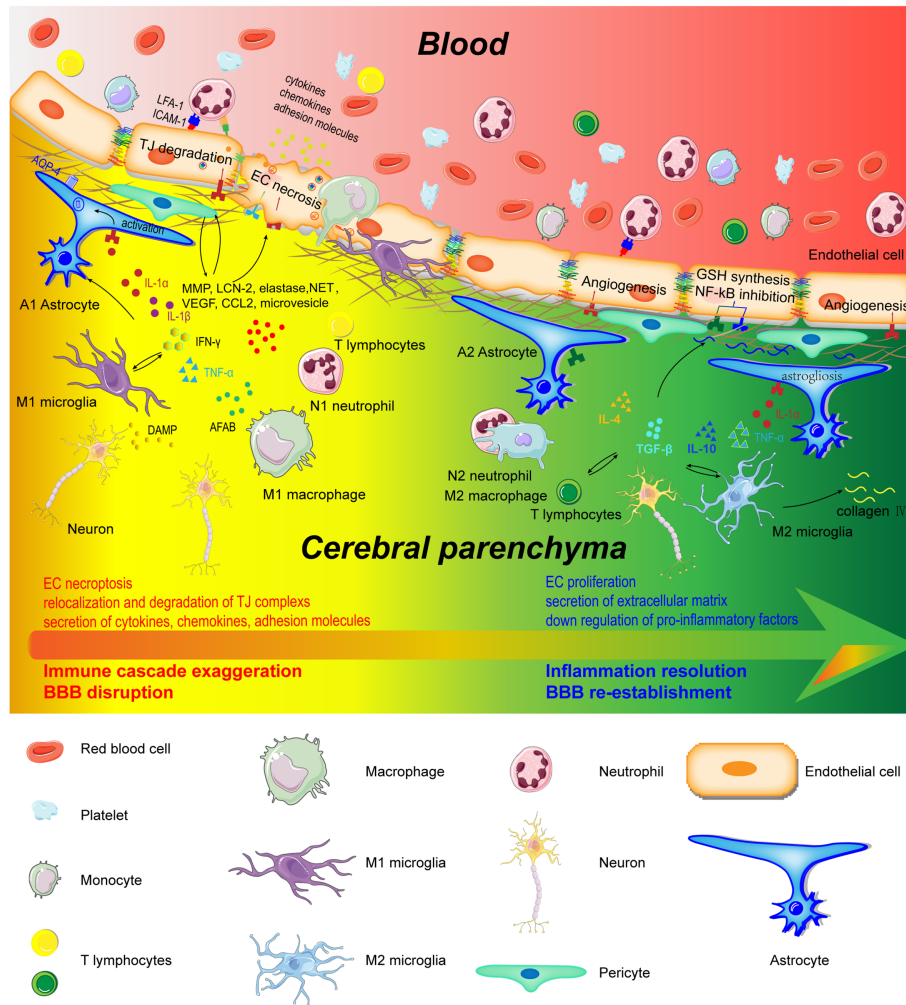 Blood
cytokines
chemokines
adhesion molecules
LFA-1
ICAM-1
TJ degradation
EC necrosis
AQP-4
activation
A1 Astrocyte
IL-1α
IL-1β
MMP, LCN-2, elastase,NET,
VEGF, CCL2, microvesicle
IFN-γ
TNF-α
AFAB
DAMP
M1 microglia
Neuron
T lymphocytes
N1 neutrophil
M1 macrophage
Endothelial cell
Angiogenesis
GSH synthesis
NF-kB inhibition
Angiogenesis
A2 Astrocyte
astrogliosis
IL-4
TGF-β
IL-10
TNF-α
IL-1α
N2 neutrophil
M2 macrophage
T lymphocytes
M2 microglia
collagen IV
Cerebral parenchyma
EC necroptosis
relocalization and degradation of TJ complexs
secretion of cytokines, chemokines, adhesion molecules
EC proliferation
secretion of extracellular matrix
down regulation of pro-inflammatory factors
Immune cascade exaggeration
BBB disruption
Inflammation resolution
BBB re-establishment
Red blood cell
Macrophage
Neutrophil
Endothelial cell
Platelet
Monocyte
M1 microglia
Neuron
T lymphocytes
M2 microglia
Pericyte
Astrocyte